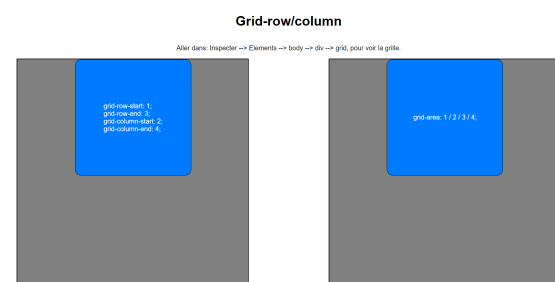 Grid-row/column
Aller dans: Inspecter --> Elements --> body --> div --> grid, pour voir la grille.
grid-row-start: 1;
grid-row-end: 3;
grid-column-start: 2;
grid-column-end: 4;
grid-area: 1 / 2 / 3 / 4;